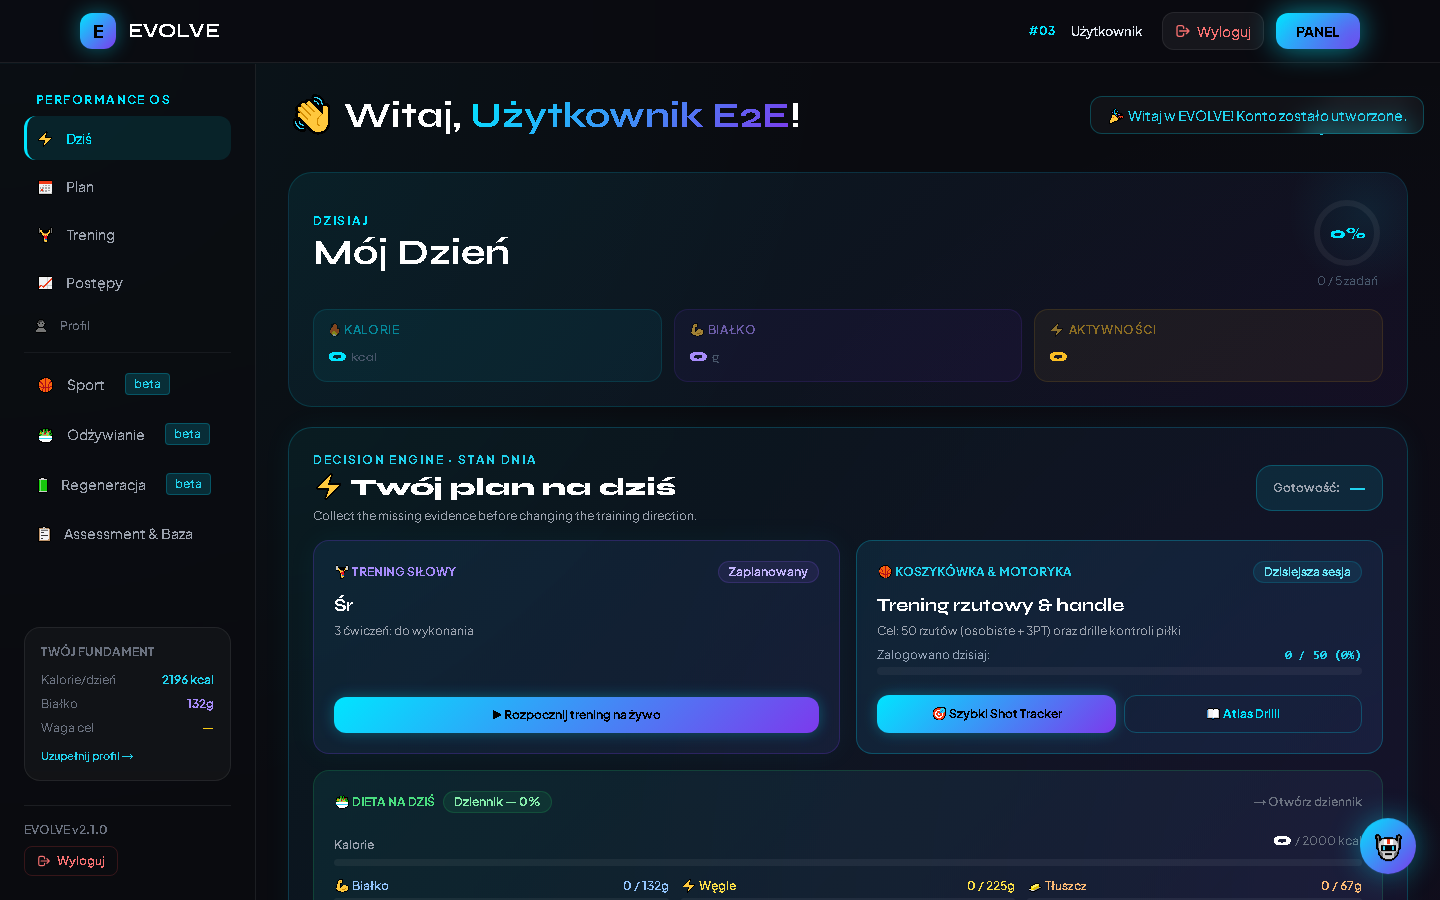 E EVOLVE
#03 Użytkownik Wyloguj PANEL
PERFORMANCE OS
Dziś
Plan
Trening
Postępy
Profil
Sport beta
Odżywianie beta
Regeneracja beta
Assessment & Baza
TWÓJ FUNDAMENT
Kalorie/dzień 2196 kcal
Białko 132g
Waga cel —
Uzupełnij profil →
EVOLVE v2.1.0
Wyloguj
👋 Witaj, Użytkownik E2E!
🎉 Witaj w EVOLVE! Konto zostało utworzone.
DZISIAJ
Mój Dzień
0%
0 / 5 zadań
🔥 KALORIE
0 kcal
💪 BIAŁKO
0 g
⚡ AKTYWNOŚCI
0
DECISION ENGINE · STAN DNIA
⚡ Twój plan na dziś
Collect the missing evidence before changing the training direction.
Gotowość: —
🏋 TRENING SIŁOWY Zaplanowany
Śr
3 ćwiczeń: do wykonania
▶ Rozpocznij trening na żywo
🏀 KOSZYKÓWKA & MOTORYKA Dzisiejsza sesja
Trening rzutowy & handle
Cel: 50 rzutów (osobiste + 3PT) oraz drille kontroli piłki
Zalogowano dzisiaj: 0 / 50 (0%)
🎯 Szybki Shot Tracker
📖 Atlas Drilli
🥗 DIETA NA DZIŚ Dziennik — 0%
→ Otwórz dziennik
Kalorie 0 / 2000 kcal
💪 Białko 0 / 132g ⚡ Węgle 0 / 225g 🥑 Tłuszcz 0 / 67g